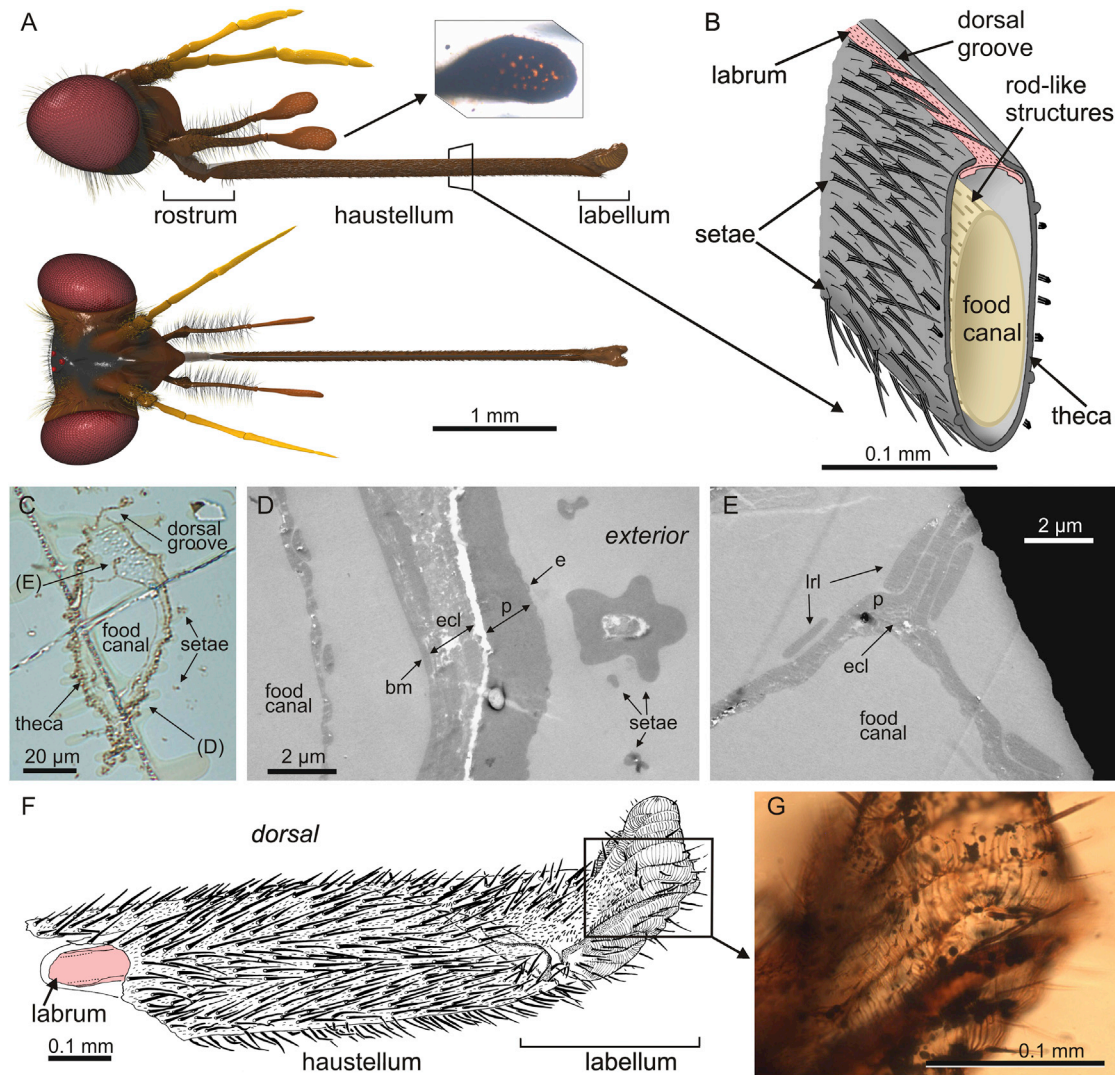 A
rostrum
haustellum
labellum
1 mm
B
labrum
dorsal
groove
rod-like
structures
setae
food
canal
theca
0.1 mm
C
dorsal
groove
(E)
food
canal
setae
theca
(D)
20 µm
D
exterior
e
p
ecl
bm
food
canal
setae
2 µm
E
2 µm
lrl
p
ecl
food
canal
F
dorsal
labrum
0.1 mm
haustellum
labellum
G
0.1 mm